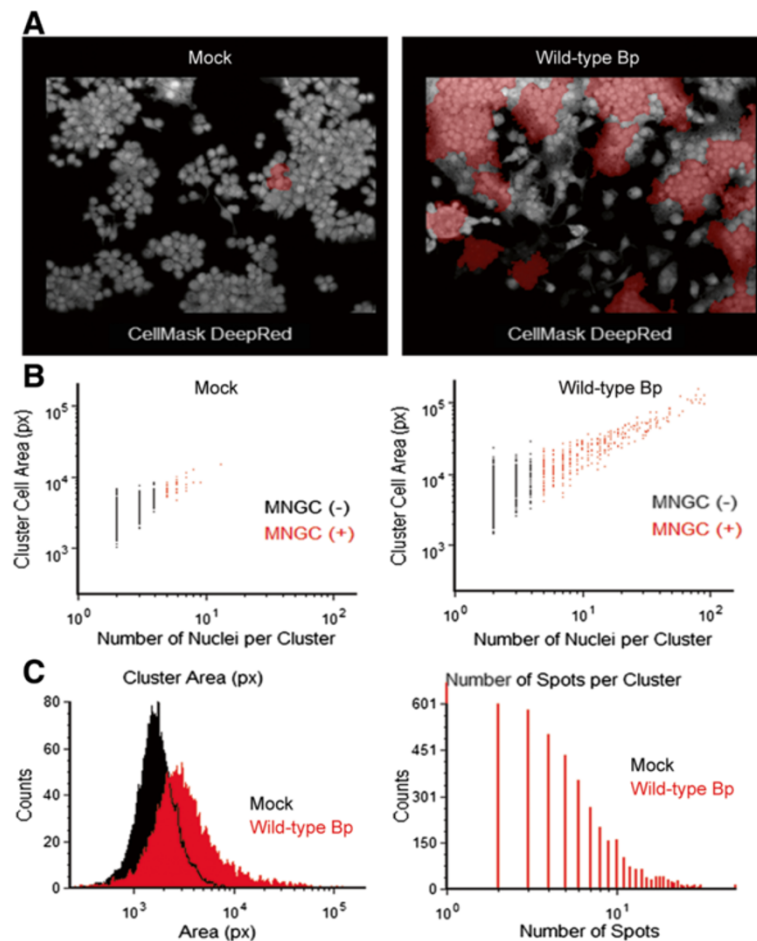 A
Mock
Wild-type Bp
CellMask DeepRed
CellMask DeepRed
B
Mock
Cluster Cell Area (px)
10^5
10^4
10^3
MNGC (-)
MNGC (+)
10^0
10^1
10^2
Number of Nuclei per Cluster
Wild-type Bp
Cluster Cell Area (px)
10^5
10^4
10^3
MNGC (-)
MNGC (+)
10^0
10^1
10^2
Number of Nuclei per Cluster
C
Cluster Area (px)
Counts
80
60
40
20
0
Mock
Wild-type Bp
10^3
10^4
10^5
Area (px)
Number of Spots per Cluster
Counts
601
451
301
150
0
Mock
Wild-type Bp
10^0
10^1
Number of Spots